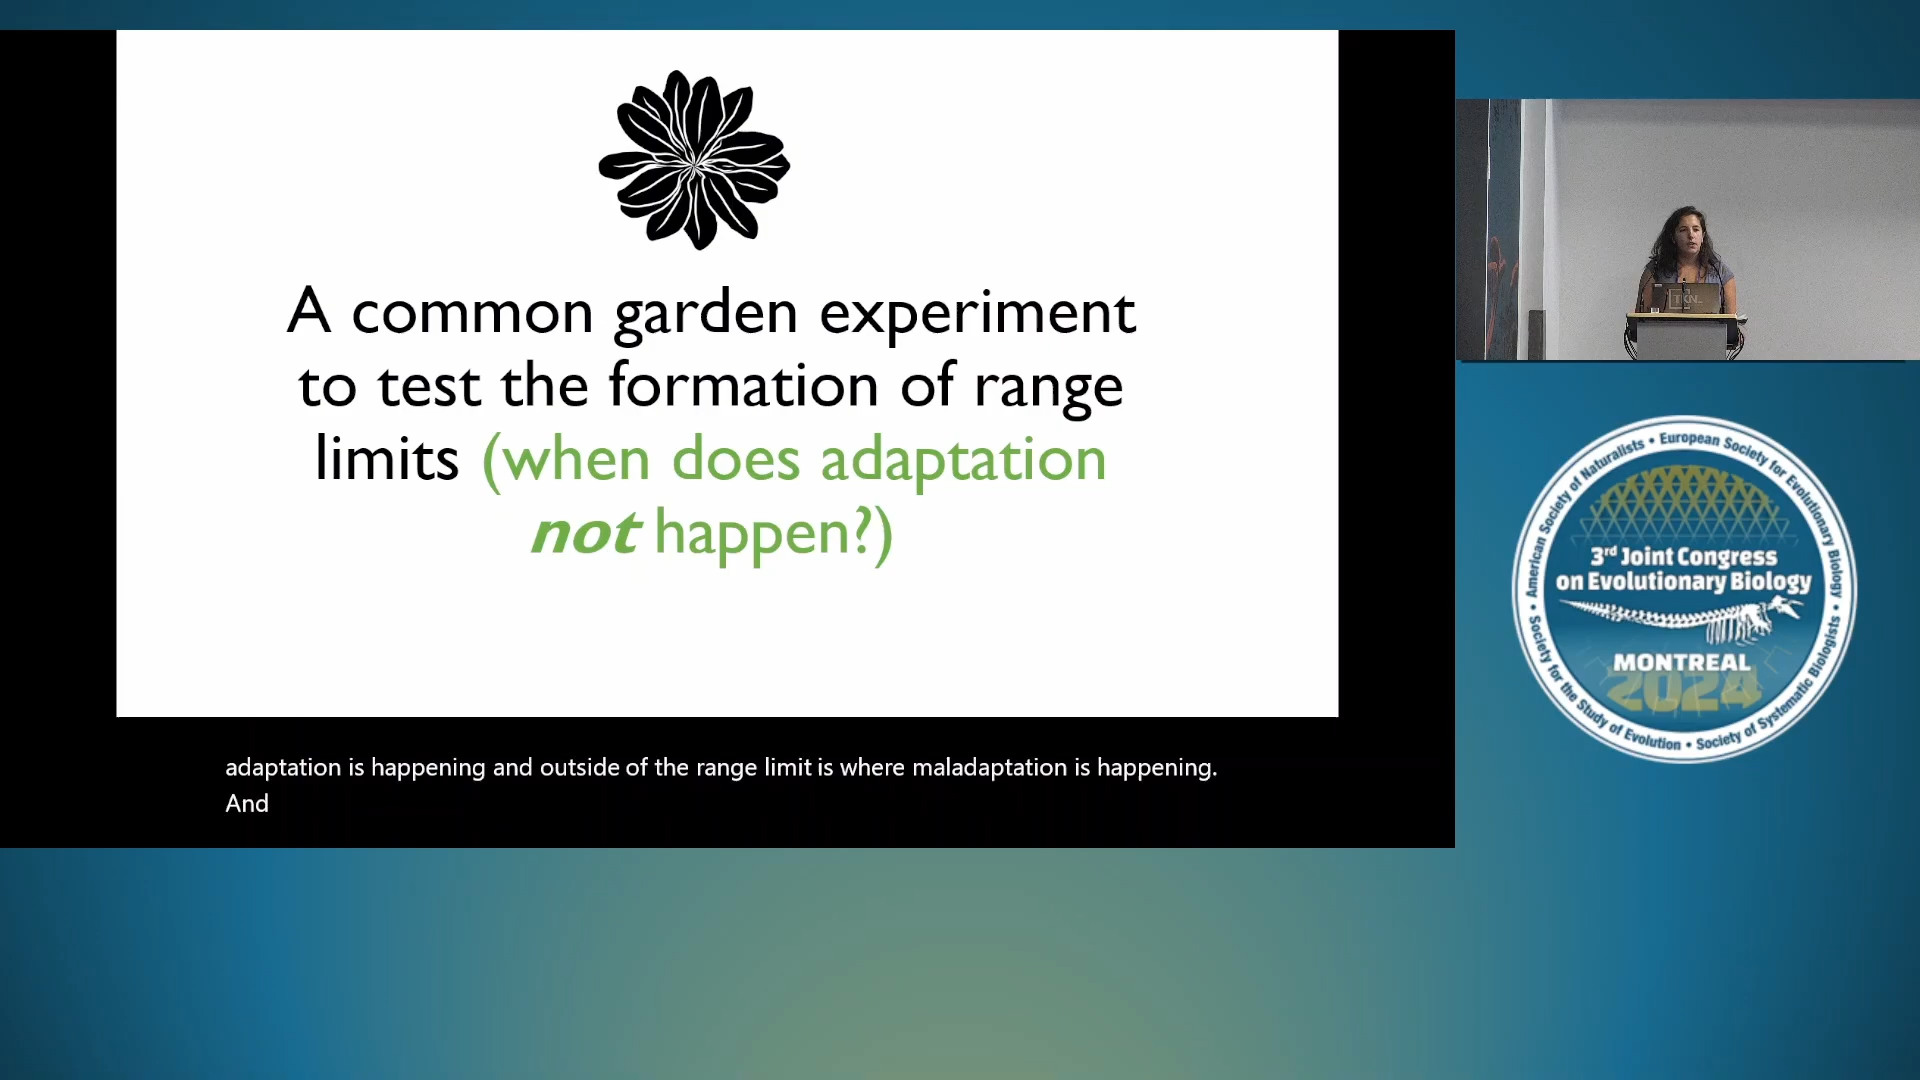 A common garden experiment
to test the formation of range
limits (when does adaptation
not happen?)
adaptation is happening and outside of the range limit is where maladaptation is happening.
And
TKNL
American Society of Naturalists • European Society for Evolutionary Biology •
3rd Joint Congress
on Evolutionary Biology
MONTREAL
2024
Society for the Study of Evolution • Society of Systematic Biologists •